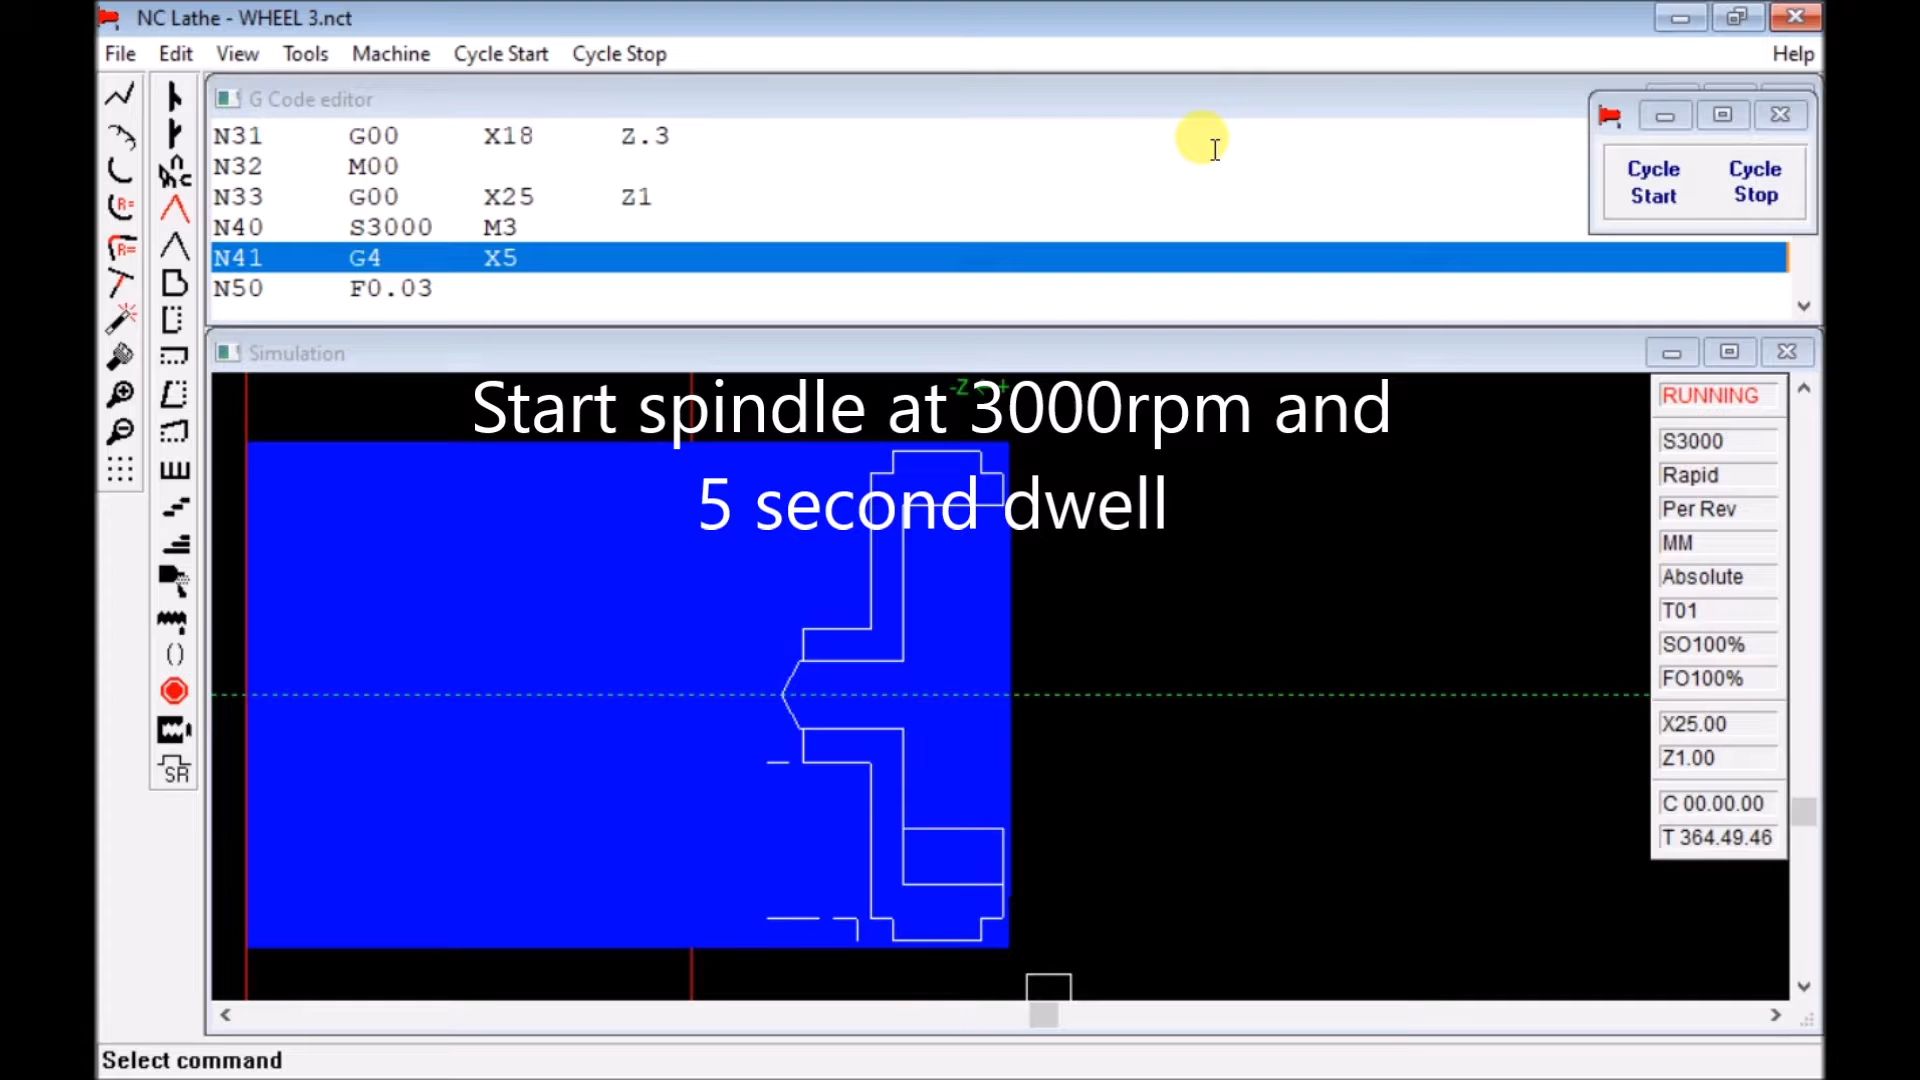 NC Lathe - WHEEL 3.nct
File Edit View Tools Machine Cycle Start Cycle Stop Help
G Code editor
N31 G00 X18 Z.3
N32 M00
N33 G00 X25 Z1
N40 S3000 M3
N41 G4 X5
N50 F0.03
Cycle Start
Cycle Stop
Simulation
-Z +
Start spindle at 3000rpm and
5 second dwell
RUNNING
S3000
Rapid
Per Rev
MM
Absolute
T01
SO100%
FO100%
X25.00
Z1.00
C 00.00.00
T 364.49.46
R=
R=
()
SR
Select command